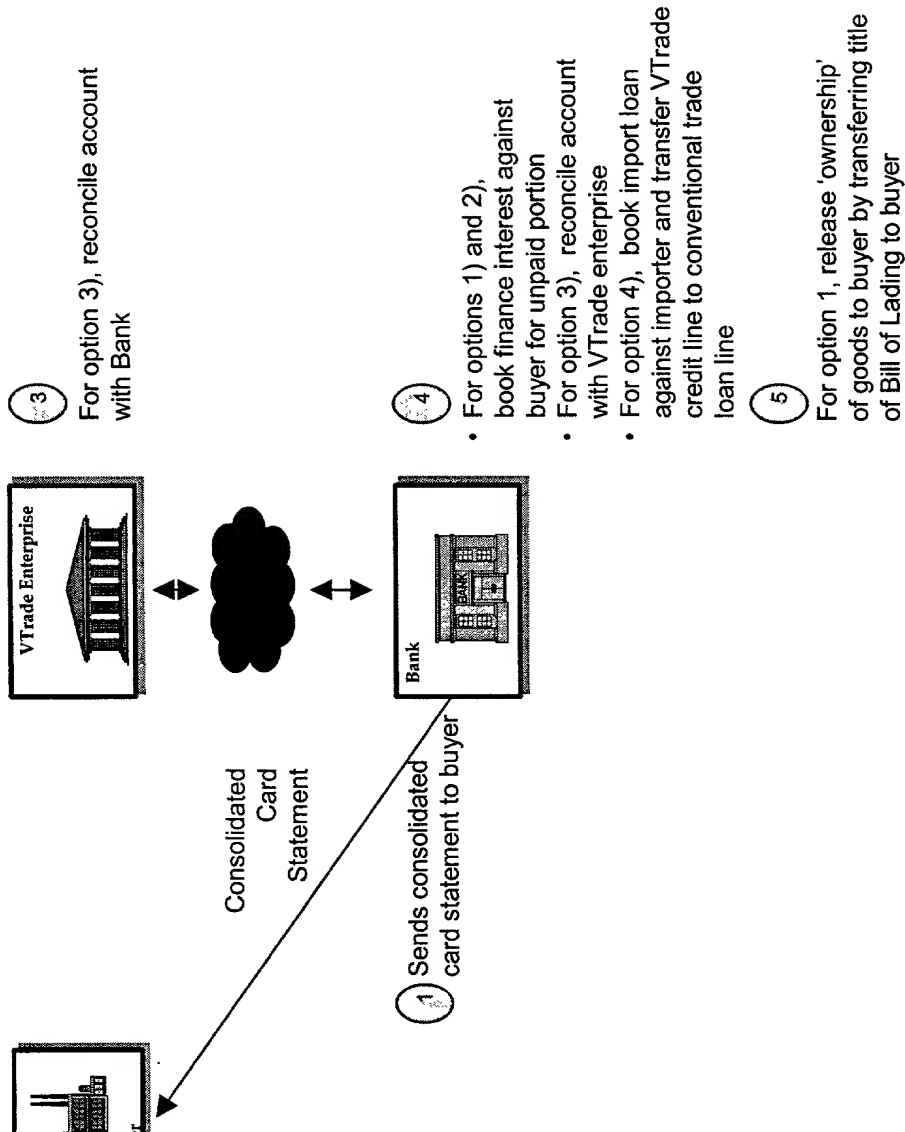 VTrade Enterprise
3
For option 3), reconcile account
with Bank
Consolidated
Card
Statement
1
Sends consolidated
card statement to buyer
Bank
BANK
4
• For options 1) and 2),
book finance interest against
buyer for unpaid portion
• For option 3), reconcile account
with VTrade enterprise
• For option 4), book import loan
against importer and transfer VTrade
credit line to conventional trade
loan line
5
For option 1, release 'ownership'
of goods to buyer by transferring title
of Bill of Lading to buyer